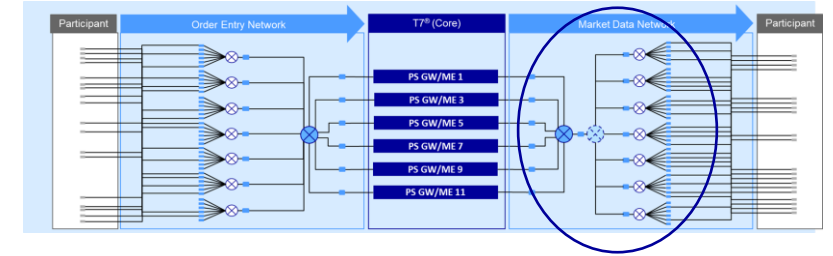 Participant
Order Entry Network
T7® (Core)
Market Data Network
Participant
PS GW/ME 1
PS GW/ME 3
PS GW/ME 5
PS GW/ME 7
PS GW/ME 9
PS GW/ME 11